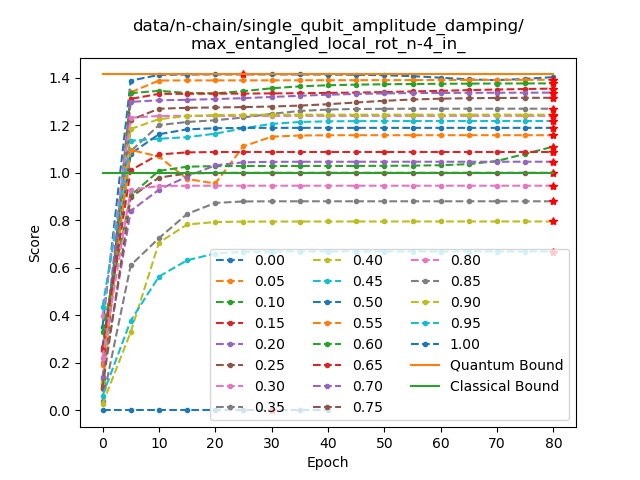 data/n-chain/single_qubit_amplitude_damping/
max_entangled_local_rot_n-4_in_
Score
1.4
1.2
1.0
0.8
0.6
0.4
0.2
0.0
0.00 0.40 0.80
0.05 0.45 0.85
0.10 0.50 0.90
0.15 0.55 0.95
0.20 0.60 1.00
0.25 0.65 Quantum Bound
0.30 0.70 Classical Bound
0.35 0.75
0 10 20 30 40 50 60 70 80
Epoch